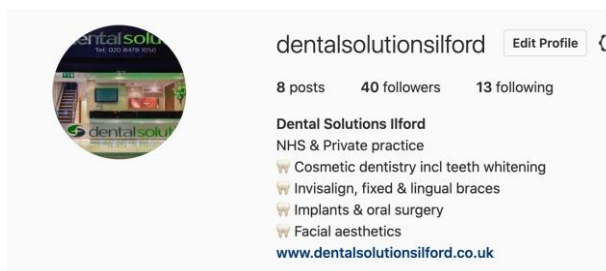 ental solu
Tel: 020 8478 1050
dental solut
dentalsolutionsilford Edit Profile
8 posts 40 followers 13 following
Dental Solutions Ilford
NHS & Private practice
Cosmetic dentistry incl teeth whitening
Invisalign, fixed & lingual braces
Implants & oral surgery
Facial aesthetics
www.dentalsolutionsilford.co.uk